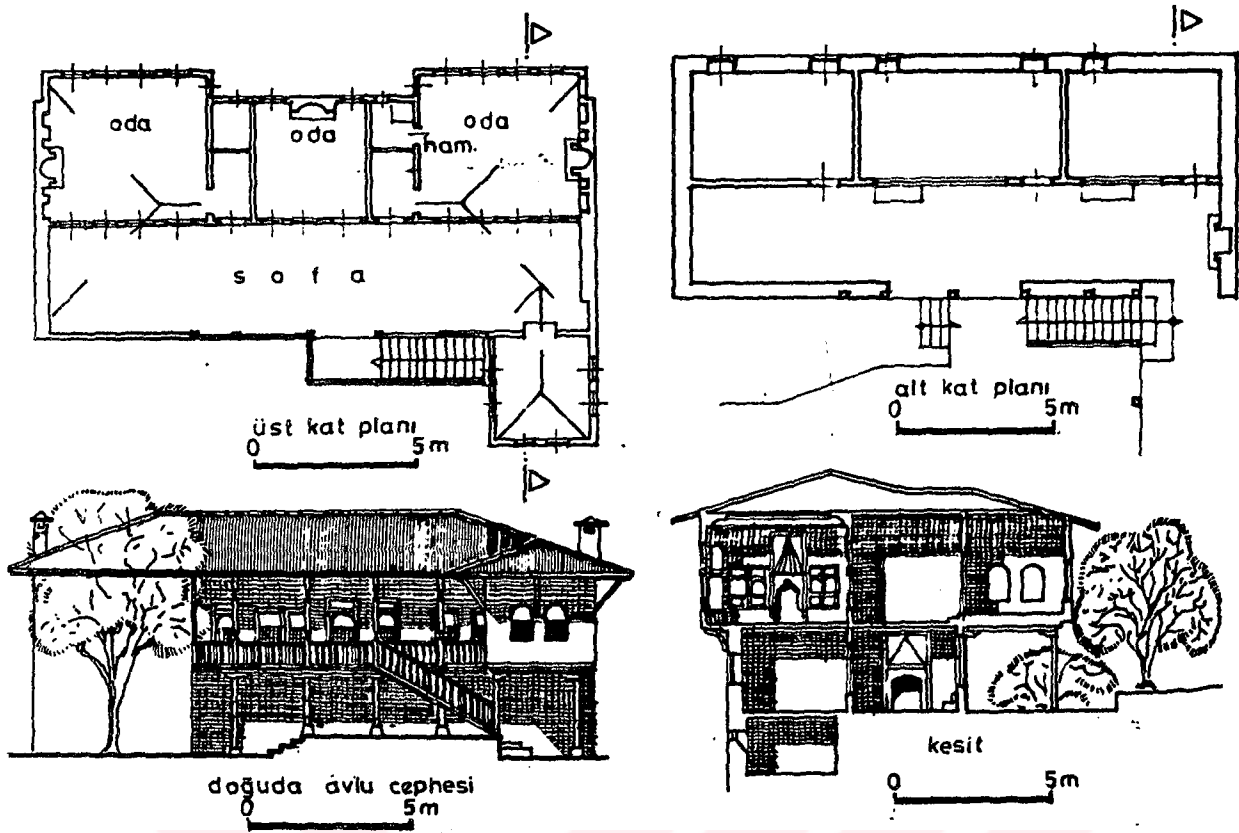 oda
oda
oda
ham.
sofa
üst kat planı
0 5m
alt kat planı
0 5m
doğuda avlu cephesi
0 5m
kesit
0 5m